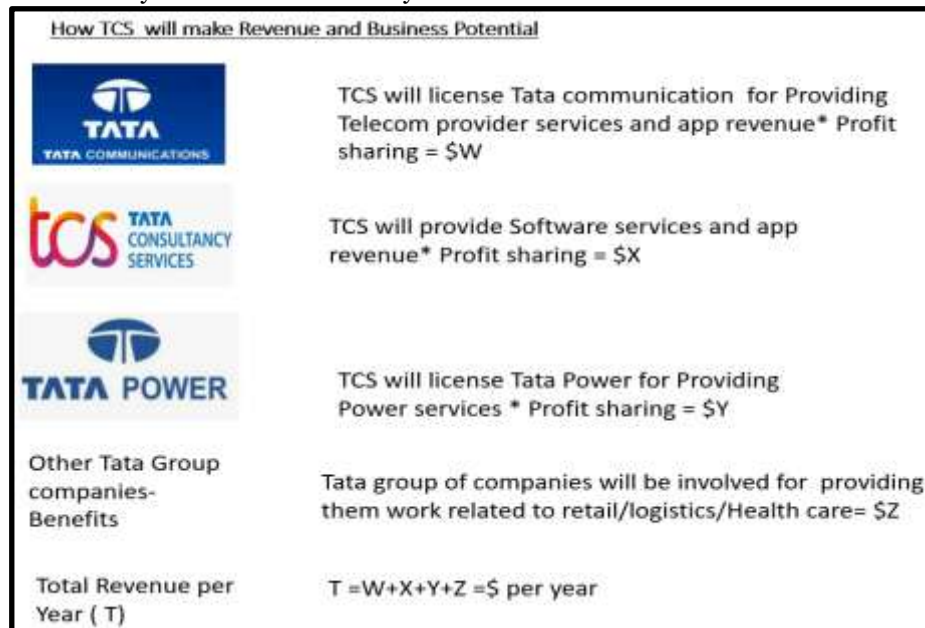 How TCS will make Revenue and Business Potential
TATA
TATA COMMUNICATIONS
TCS will license Tata communication for Providing
Telecom provider services and app revenue* Profit
sharing = $W
tcs TATA
CONSULTANCY
SERVICES
TCS will provide Software services and app
revenue* Profit sharing = $X
TATA POWER
TCS will license Tata Power for Providing
Power services * Profit sharing = $Y
Other Tata Group
companies-
Benefits
Tata group of companies will be involved for providing
them work related to retail/logistics/Health care= $Z
Total Revenue per
Year ( T)
T =W+X+Y+Z =$ per year